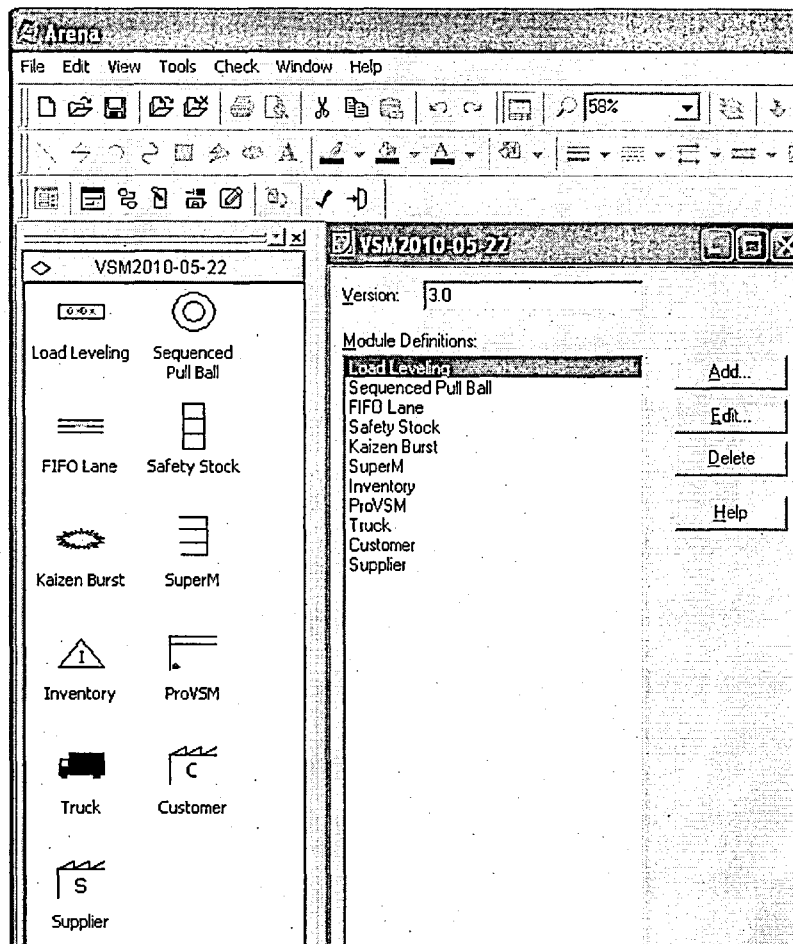 Arena
File Edit View Tools Check Window Help
58%
VSM2010-05-22
Load Leveling
Sequenced
Pull Ball
FIFO Lane
Safety Stock
Kaizen Burst
SuperM
I
Inventory
ProVSM
Truck
C
Customer
S
Supplier
VSM2010-05-22
Version: 3.0
Module Definitions:
Load Leveling
Sequenced Pull Ball
FIFO Lane
Safety Stock
Kaizen Burst
SuperM
Inventory
ProVSM
Truck
Customer
Supplier
Add...
Edit...
Delete
Help